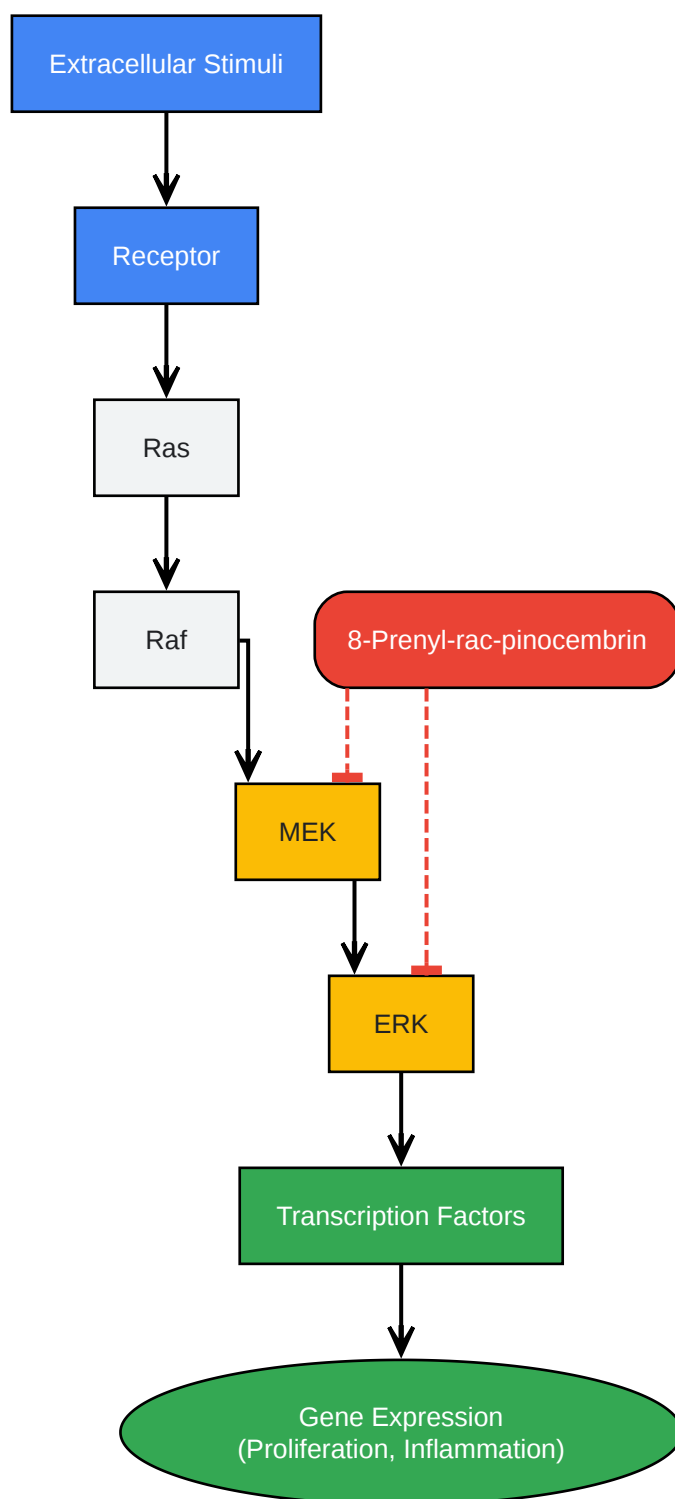 Extracellular Stimuli
Receptor
Ras
Raf
8-Prenyl-rac-pinocembrin
MEK
ERK
Transcription Factors
Gene Expression
(Proliferation, Inflammation)